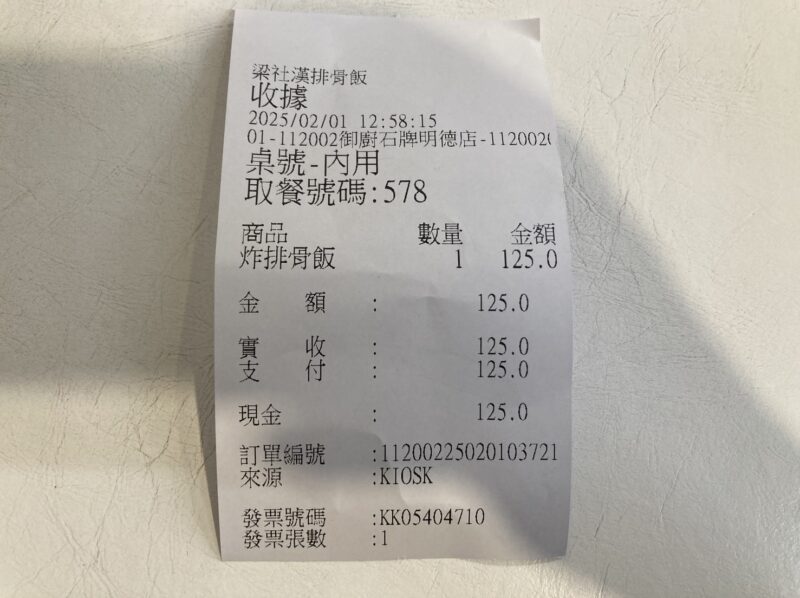 梁社漢排骨飯
收據
2025/02/01 12:58:15
01-112002御廚石牌明德店-112002
桌號-內用
取餐號碼:578
商品 數量 金額
炸排骨飯 1 125.0
金 額 : 125.0
實 收 : 125.0
支 付 : 125.0
現金 : 125.0
訂單編號 :11200225020103721
來源 :KIOSK
發票號碼 :KK05404710
發票張數 :1